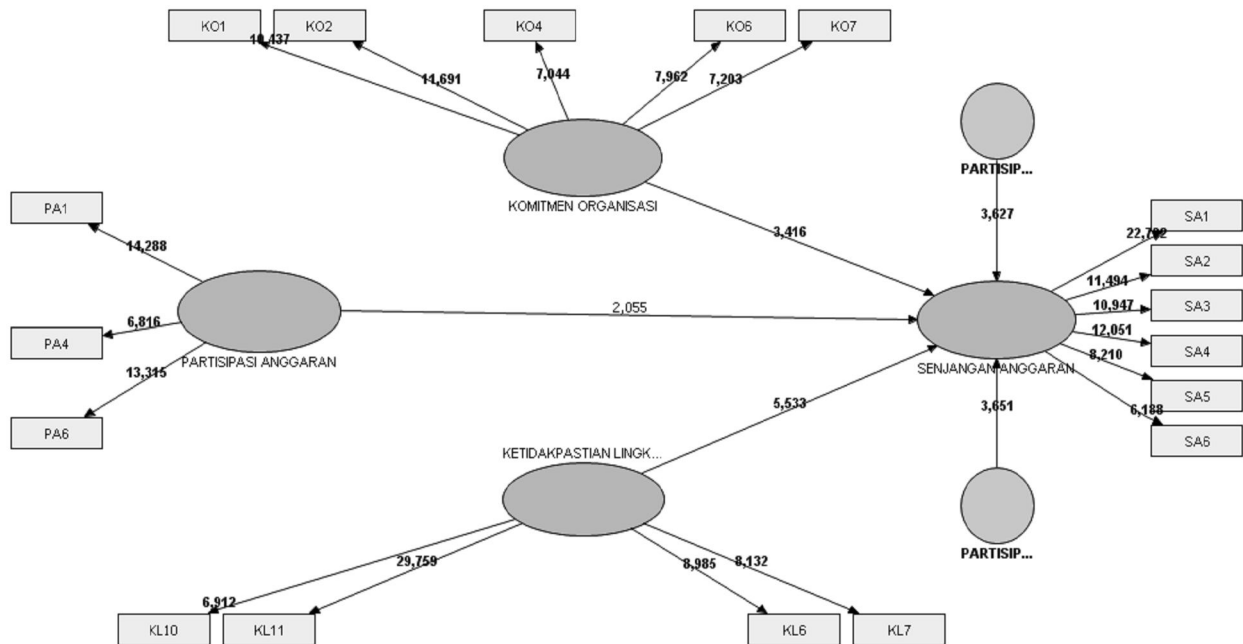 KO1
KO2
KO4
KO6
KO7
10,437
11,691
7,044
7,962
7,203
KOMITMEN ORGANISASI
PARTISIP...
3,627
3,416
PA1
PA4
PA6
14,288
6,816
13,315
PARTISIPASI ANGGARAN
2,055
SENJANGAN ANGGARAN
SA1
SA2
SA3
SA4
SA5
SA6
11,494
10,947
12,051
8,210
6,188
5,533
3,651
KETIDAKPASTIAN LINGK...
PARTISIP...
6,912
29,759
8,985
8,132
KL10
KL11
KL6
KL7